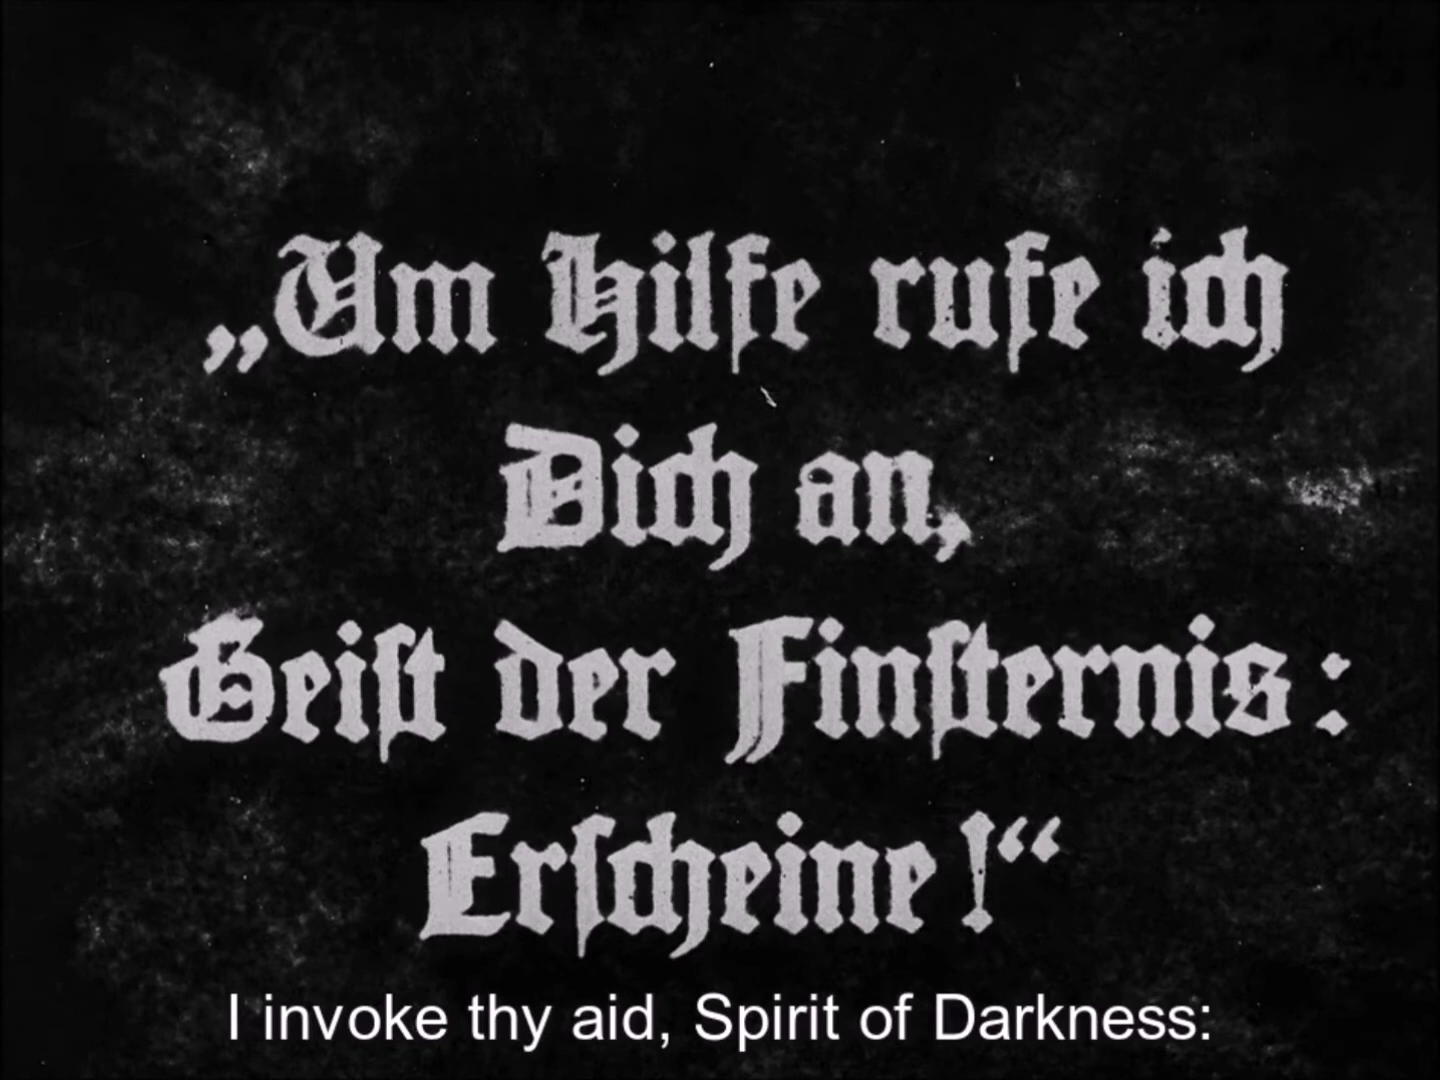 „Um Hilfe rufe ich
Dich an,
Geiſt der Finſternis:
Erſcheine!“
I invoke thy aid, Spirit of Darkness: